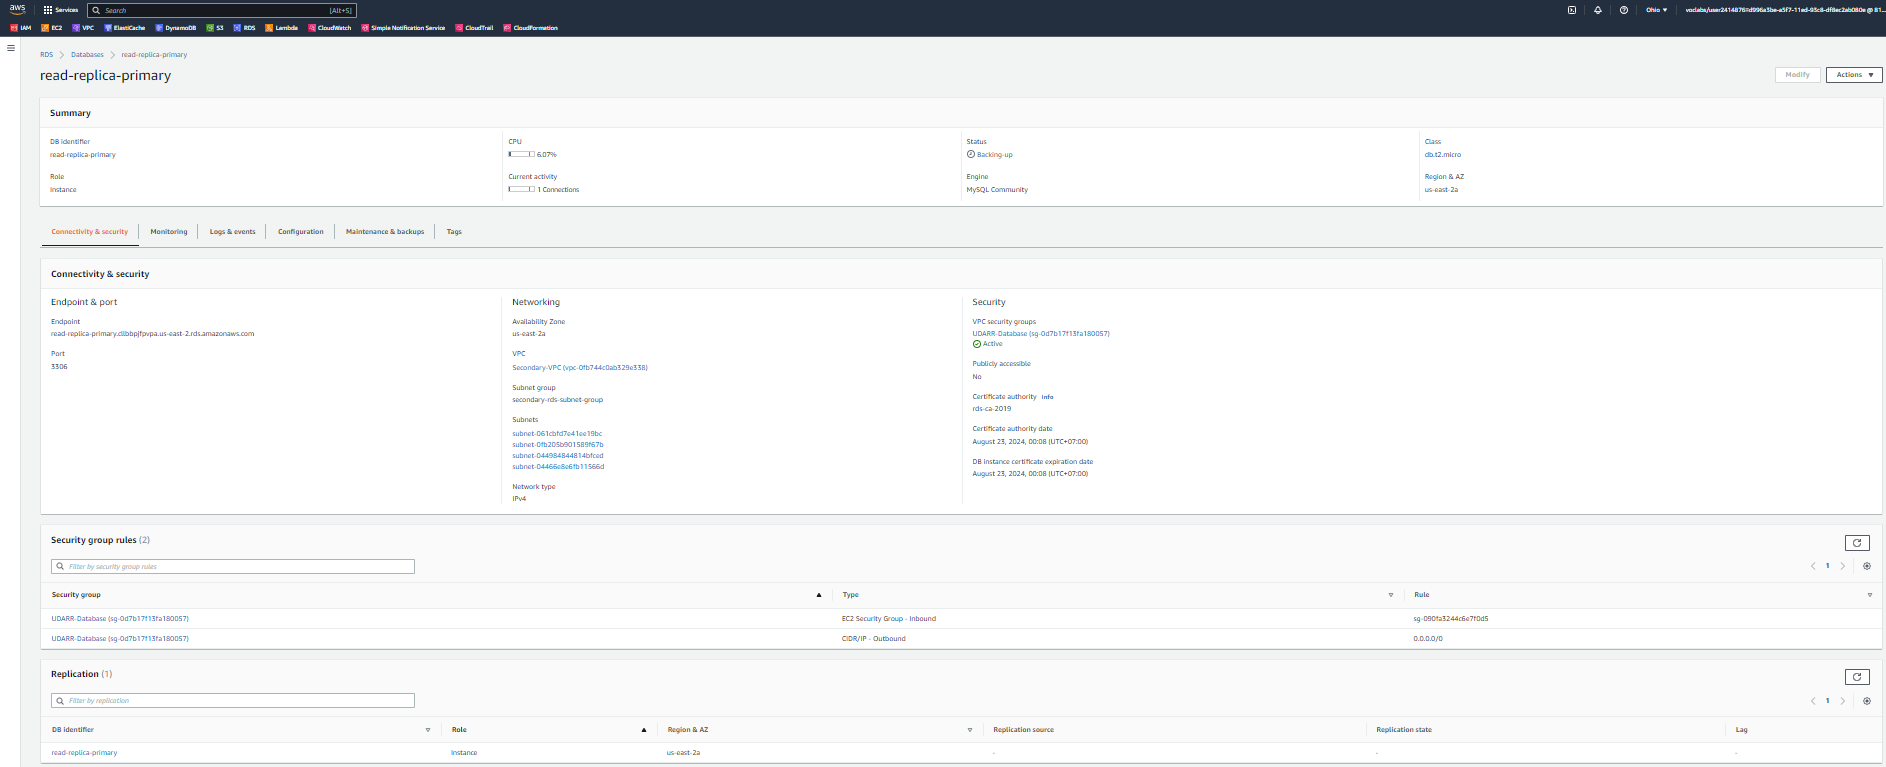 aws
Services
Search
[Alt+S]
Ohio
vodabs/user2414876=d996a3be-a5f7-11ed-93c8-df8ec2ab080e @ 81...
IAM EC2 VPC ElastiCache DynamoDB S3 RDS Lambda CloudWatch Simple Notification Service CloudTrail CloudFormation
RDS > Databases > read-replica-primary
read-replica-primary
Modify
Actions
Summary
DB identifier
read-replica-primary
Role
Instance
CPU
6.07%
Current activity
1 Connections
Status
Backing-up
Engine
MySQL Community
Class
db.t2.micro
Region & AZ
us-east-2a
Connectivity & security
Monitoring
Logs & events
Configuration
Maintenance & backups
Tags
Connectivity & security
Endpoint & port
Endpoint
read-replica-primary.cllbbpjfpvpa.us-east-2.rds.amazonaws.com
Port
3306
Networking
Availability Zone
us-east-2a
VPC
Secondary-VPC (vpc-0fb744c0ab329e338)
Subnet group
secondary-rds-subnet-group
Subnets
subnet-061cbfd7e41ee19bc
subnet-0fb205b901589f67b
subnet-044984844814bfced
subnet-04466e8e6fb11566d
Network type
IPv4
Security
VPC security groups
UDARR-Database (sg-0d7b17f13fa180057)
Active
Publicly accessible
No
Certificate authority Info
rds-ca-2019
Certificate authority date
August 23, 2024, 00:08 (UTC+07:00)
DB instance certificate expiration date
August 23, 2024, 00:08 (UTC+07:00)
Security group rules (2)
Filter by security group rules
1
Security group Type Rule
UDARR-Database (sg-0d7b17f13fa180057) EC2 Security Group - Inbound sg-090fa3244c6e7f0d5
UDARR-Database (sg-0d7b17f13fa180057) CIDR/IP - Outbound 0.0.0.0/0
Replication (1)
Filter by replication
1
DB identifier Role Region & AZ Replication source Replication state Lag
read-replica-primary Instance us-east-2a - - -